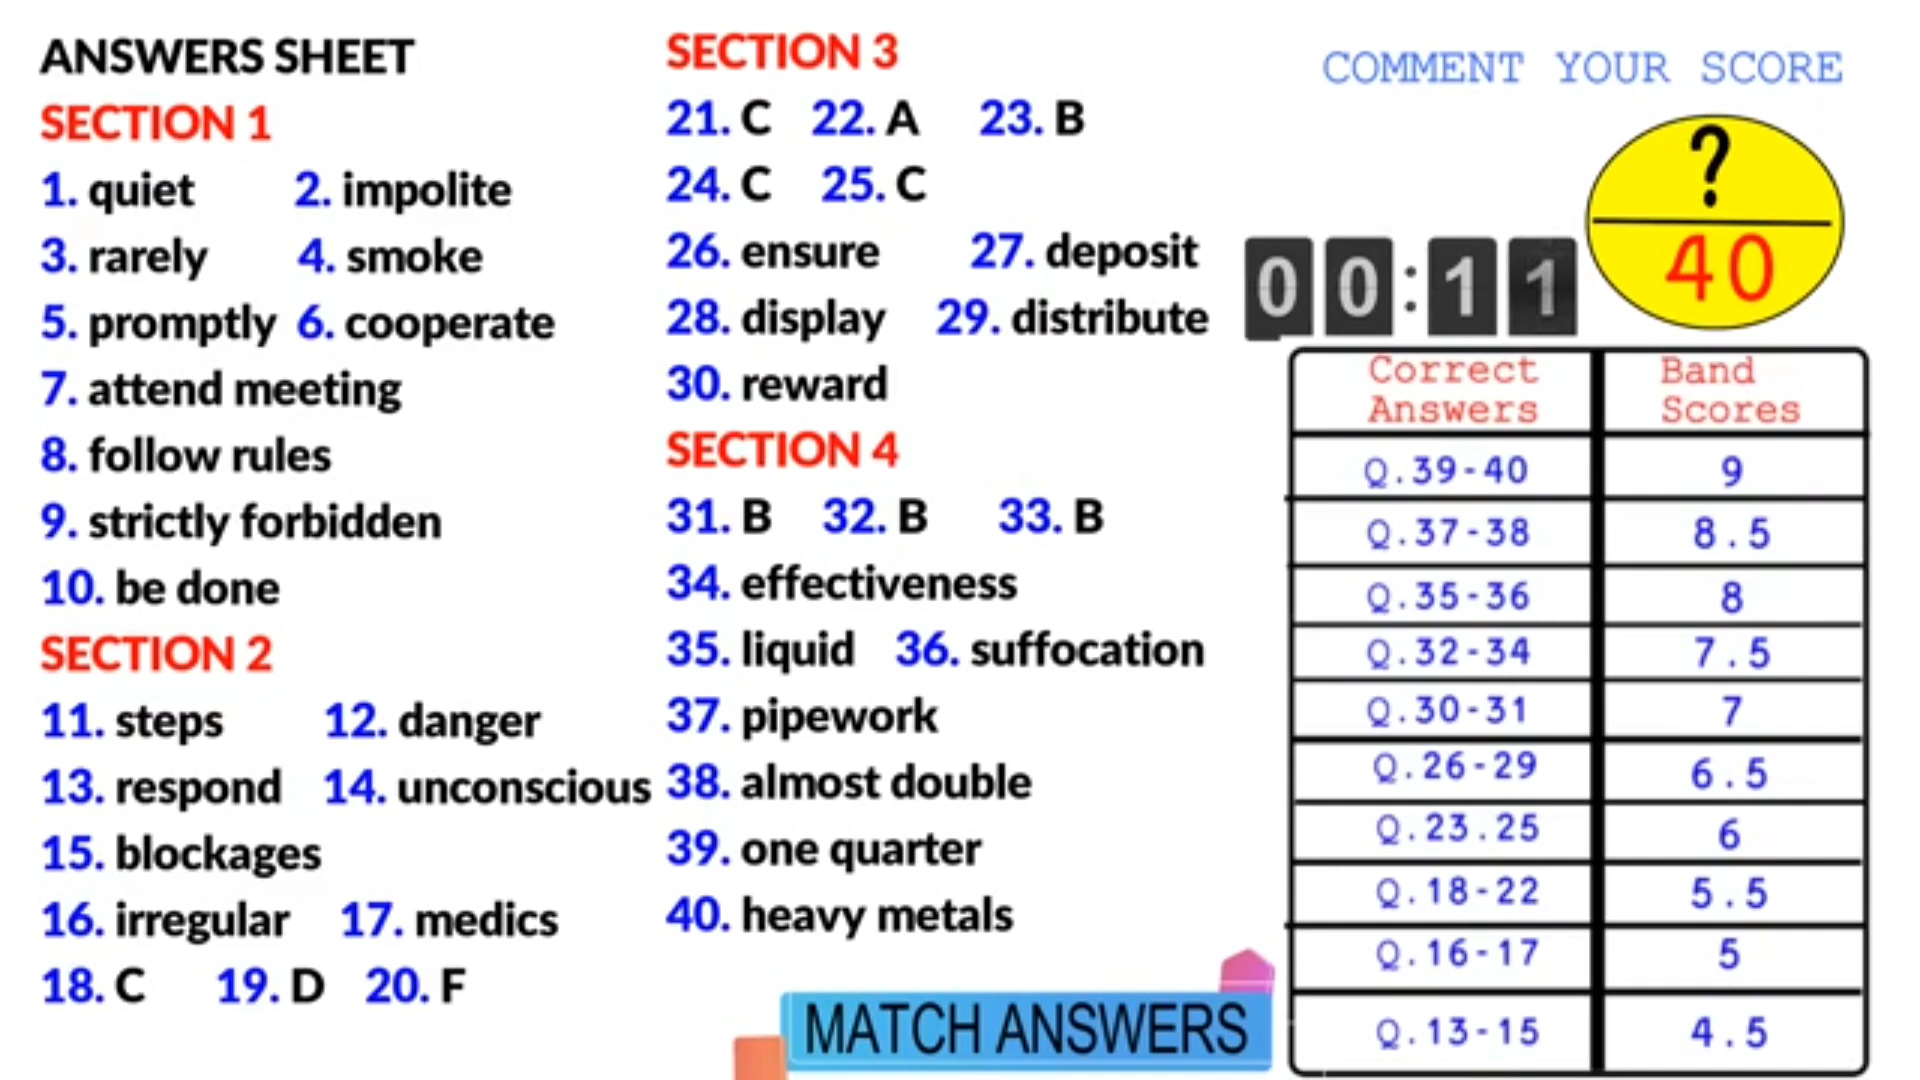 ANSWERS SHEET
SECTION 1
1. quiet 2. impolite
3. rarely 4. smoke
5. promptly 6. cooperate
7. attend meeting
8. follow rules
9. strictly forbidden
10. be done
SECTION 2
11. steps 12. danger
13. respond 14. unconscious
15. blockages
16. irregular 17. medics
18. C 19. D 20. F
SECTION 3
21. C 22. A 23. B
24. C 25. C
26. ensure 27. deposit
28. display 29. distribute
30. reward
SECTION 4
31. B 32. B 33. B
34. effectiveness
35. liquid 36. suffocation
37. pipework
38. almost double
39. one quarter
40. heavy metals
MATCH ANSWERS
COMMENT YOUR SCORE
?
40
00:11
Correct Answers Band Scores
Q.39-40 9
Q.37-38 8.5
Q.35-36 8
Q.32-34 7.5
Q.30-31 7
Q.26-29 6.5
Q.23.25 6
Q.18-22 5.5
Q.16-17 5
Q.13-15 4.5